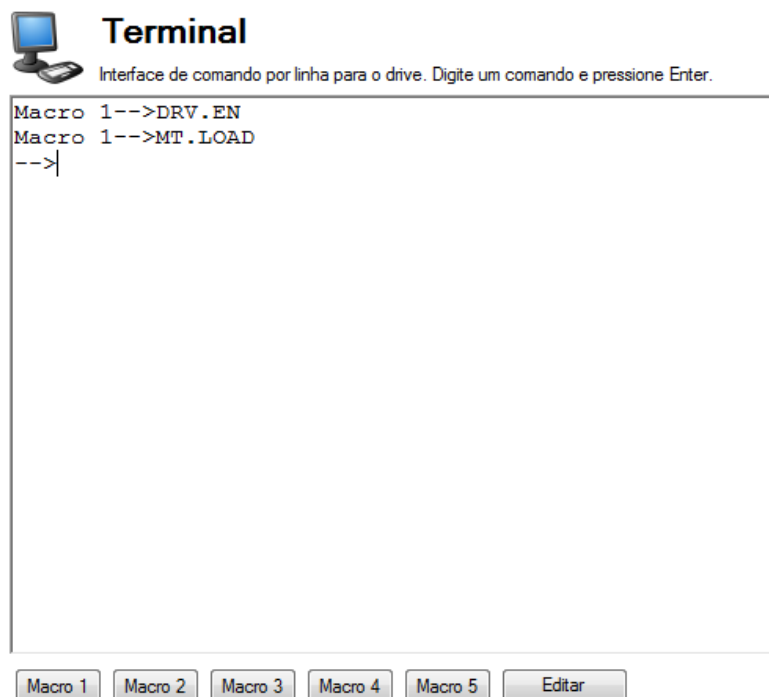 Terminal
Interface de comando por linha para o drive. Digite um comando e pressione Enter.
Macro 1-->DRV.EN
Macro 1-->MT.LOAD
-->
Macro 1 Macro 2 Macro 3 Macro 4 Macro 5 Editar